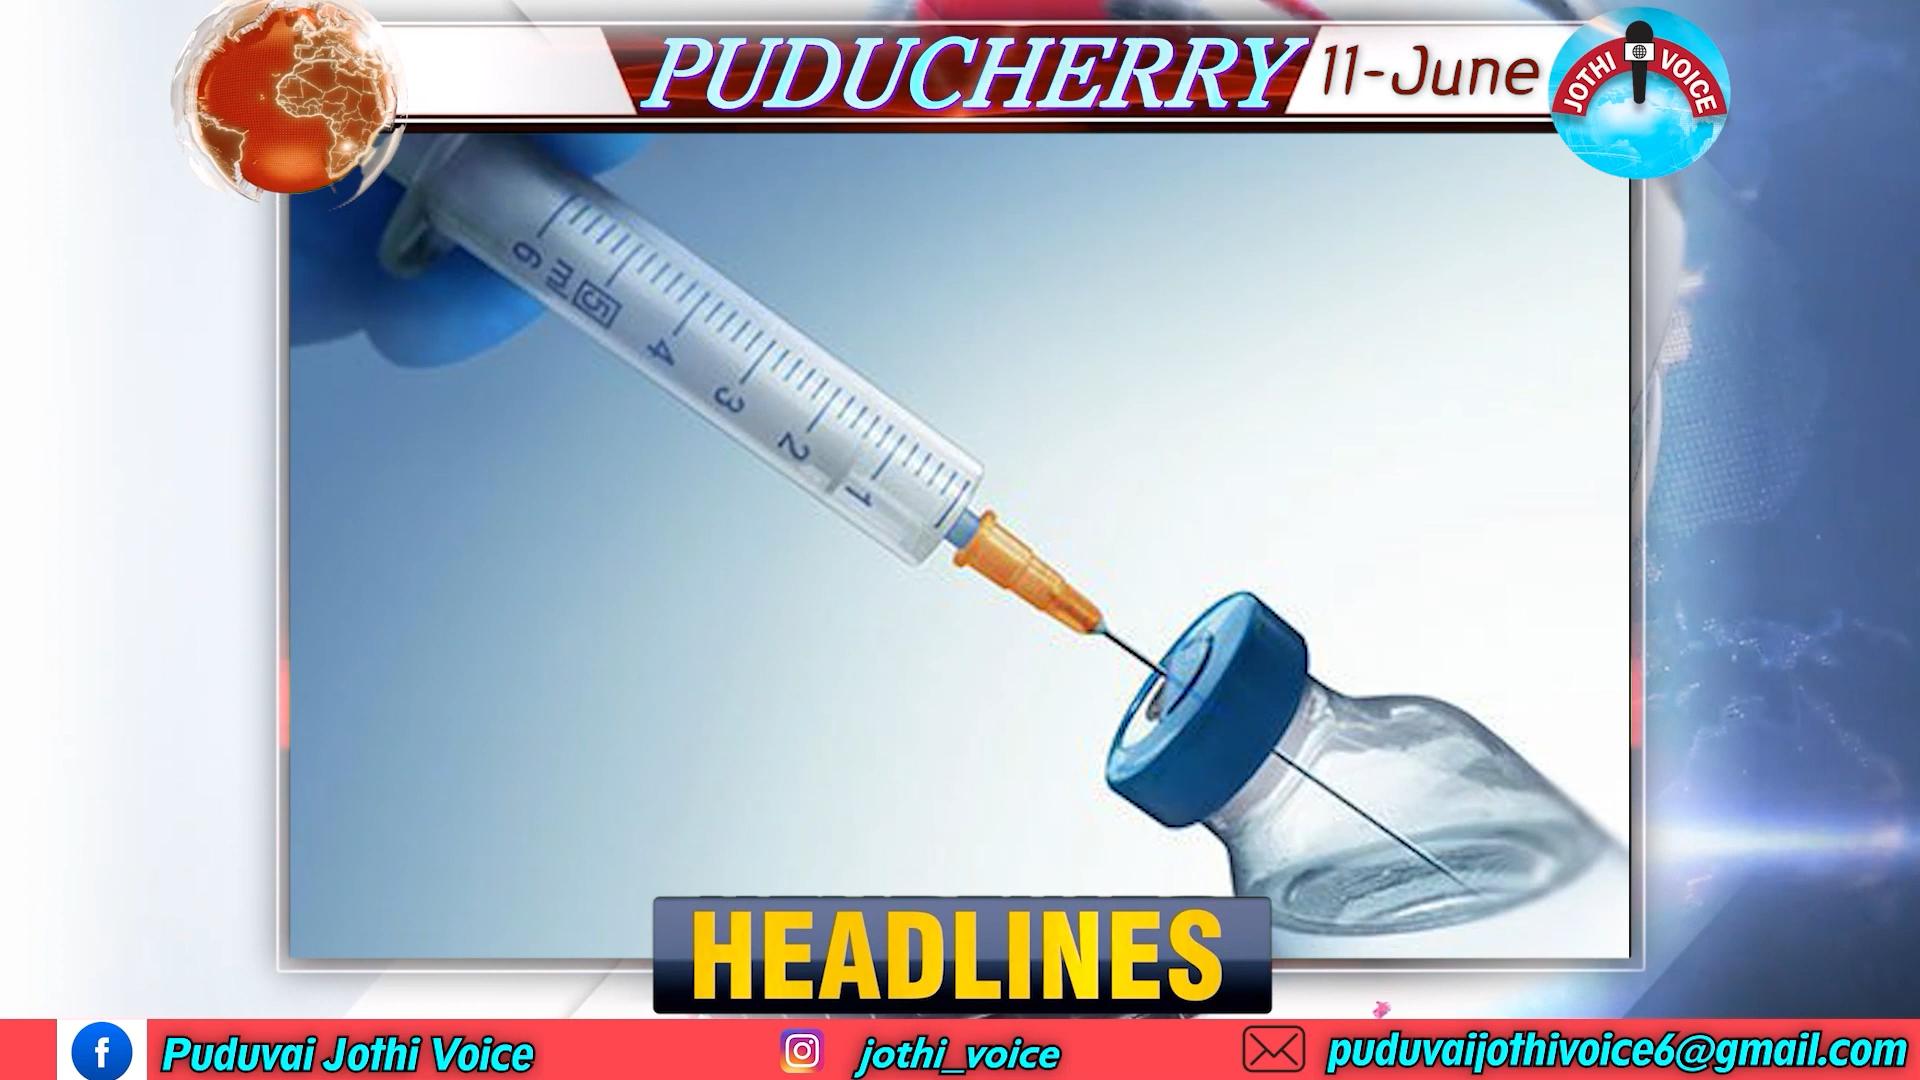 PUDUCHERRY
11-June
JOTHI VOICE
6 ml
5
4
3
2
1
HEADLINES
Puduvai Jothi Voice
jothi_voice
puduvaijothivoice6@gmail.com